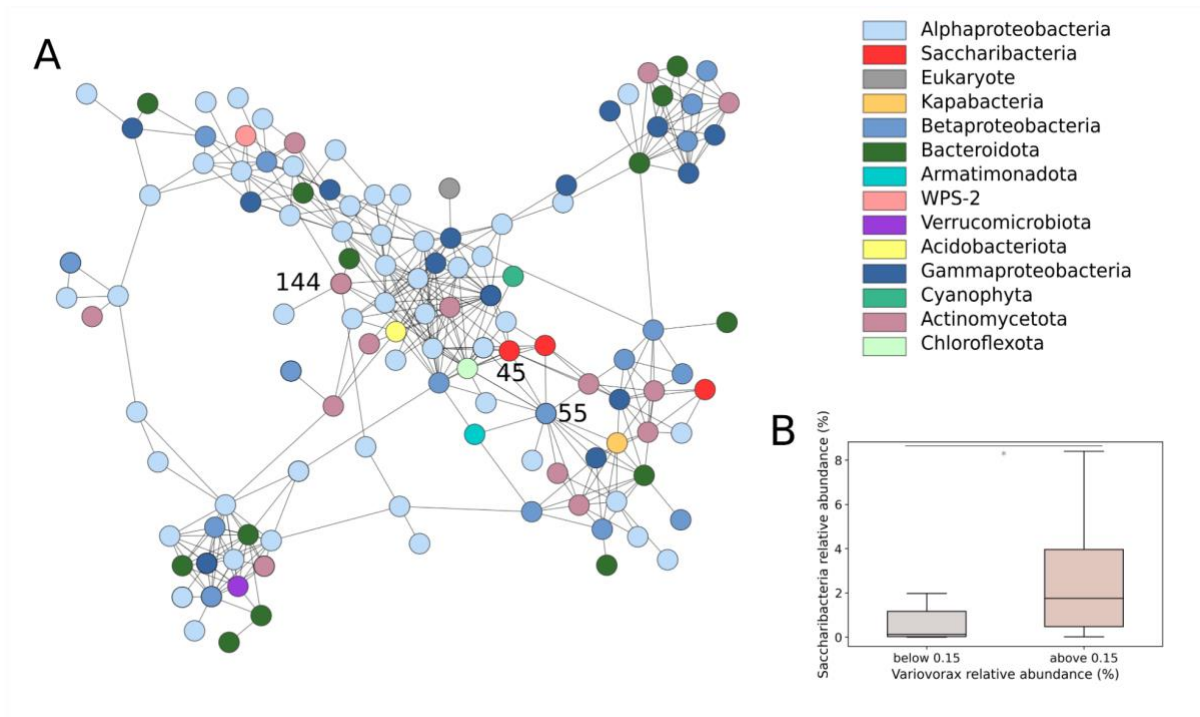 A
Alphaproteobacteria
Saccharibacteria
Eukaryote
Kapabacteria
Betaproteobacteria
Bacteroidota
Armatimonadota
WPS-2
Verrucomicrobiota
Acidobacteriota
Gammaproteobacteria
Cyanophyta
Actinomycetota
Chloroflexota
144
45
55
B
Saccharibacteria relative abundance (%)
8
6
4
2
0
*
below 0.15 above 0.15
Variovorax relative abundance (%)